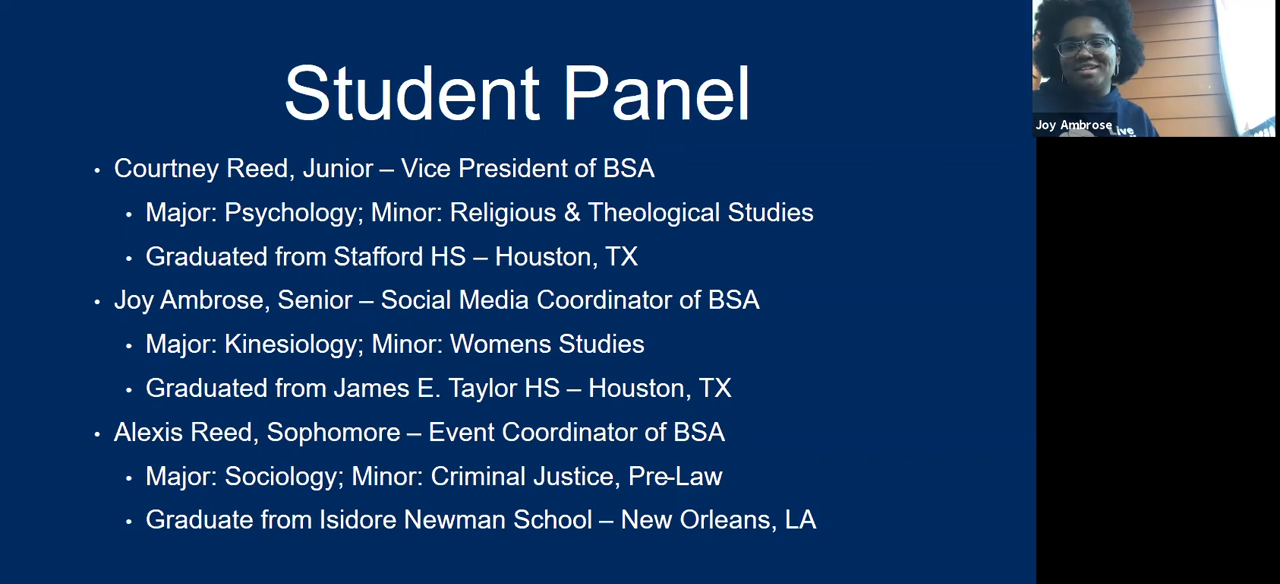 Student Panel
• Courtney Reed, Junior – Vice President of BSA
• Major: Psychology; Minor: Religious & Theological Studies
• Graduated from Stafford HS – Houston, TX
• Joy Ambrose, Senior – Social Media Coordinator of BSA
• Major: Kinesiology; Minor: Womens Studies
• Graduated from James E. Taylor HS – Houston, TX
• Alexis Reed, Sophomore – Event Coordinator of BSA
• Major: Sociology; Minor: Criminal Justice, Pre-Law
• Graduate from Isidore Newman School – New Orleans, LA
Joy Ambrose
Live